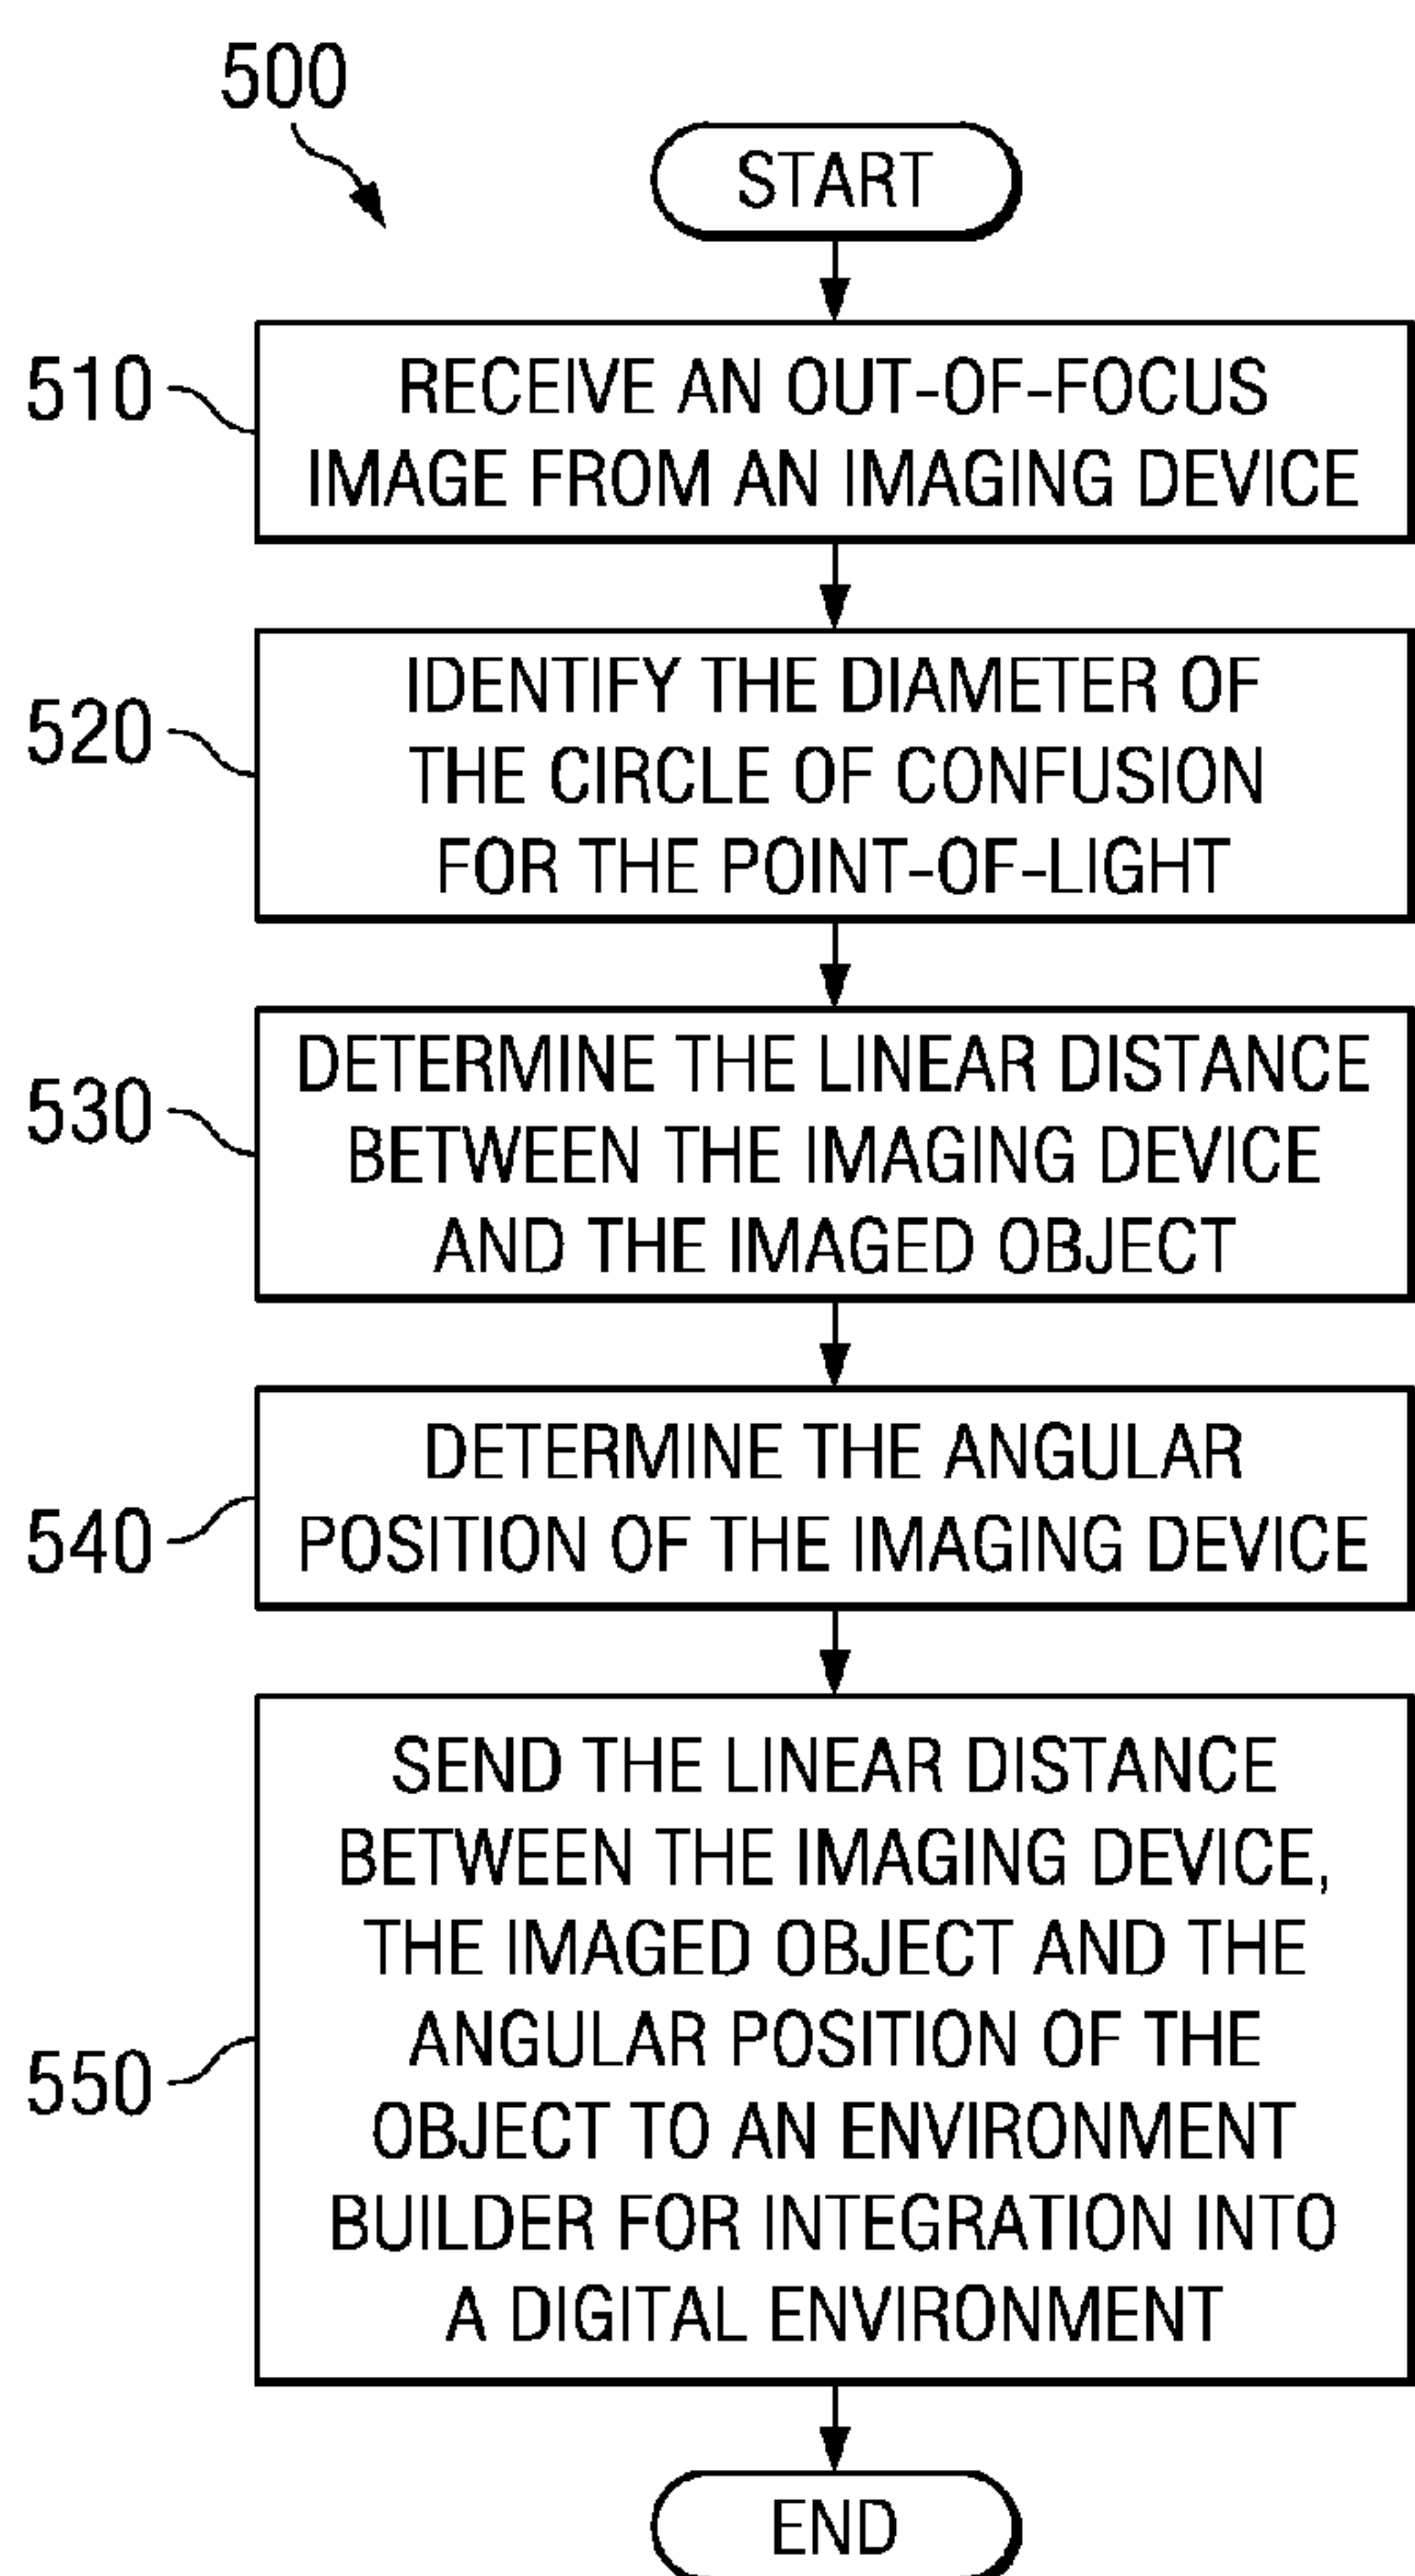 500
START
510
RECEIVE AN OUT-OF-FOCUS
IMAGE FROM AN IMAGING DEVICE
520
IDENTIFY THE DIAMETER OF
THE CIRCLE OF CONFUSION
FOR THE POINT-OF-LIGHT
530
DETERMINE THE LINEAR DISTANCE
BETWEEN THE IMAGING DEVICE
AND THE IMAGED OBJECT
540
DETERMINE THE ANGULAR
POSITION OF THE IMAGING DEVICE
550
SEND THE LINEAR DISTANCE
BETWEEN THE IMAGING DEVICE,
THE IMAGED OBJECT AND THE
ANGULAR POSITION OF THE
OBJECT TO AN ENVIRONMENT
BUILDER FOR INTEGRATION INTO
A DIGITAL ENVIRONMENT
END